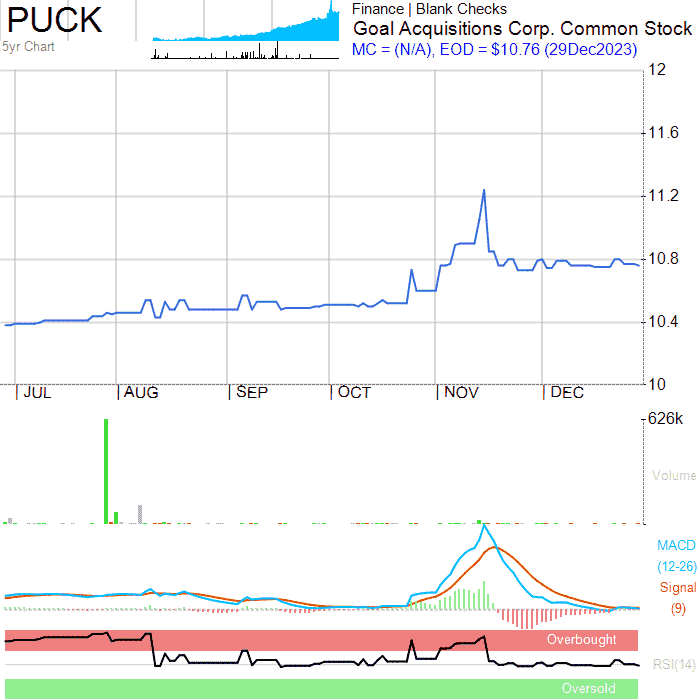 PUCK
5yr Chart
Finance | Blank Checks
Goal Acquisitions Corp. Common Stock
MC = (N/A), EOD = $10.76 (29Dec2023)
12
11.6
11.2
10.8
10.4
10
JUL AUG SEP OCT NOV DEC
626k
Volume
MACD
(12-26)
Signal
(9)
Overbought
RSI(14)
Oversold